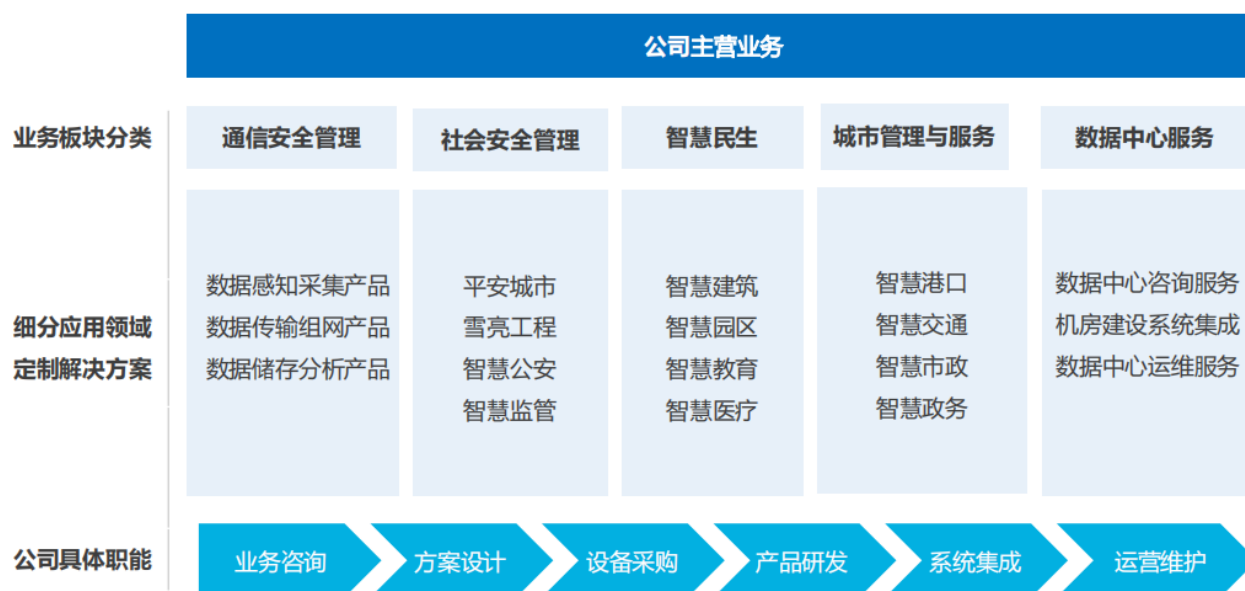 公司主营业务
业务板块分类
通信安全管理
社会安全管理
智慧民生
城市管理与服务
数据中心服务
细分应用领域
定制解决方案
数据感知采集产品
数据传输组网产品
数据储存分析产品
平安城市
雪亮工程
智慧公安
智慧监管
智慧建筑
智慧园区
智慧教育
智慧医疗
智慧港口
智慧交通
智慧市政
智慧政务
数据中心咨询服务
机房建设系统集成
数据中心运维服务
公司具体职能
业务咨询
方案设计
设备采购
产品研发
系统集成
运营维护